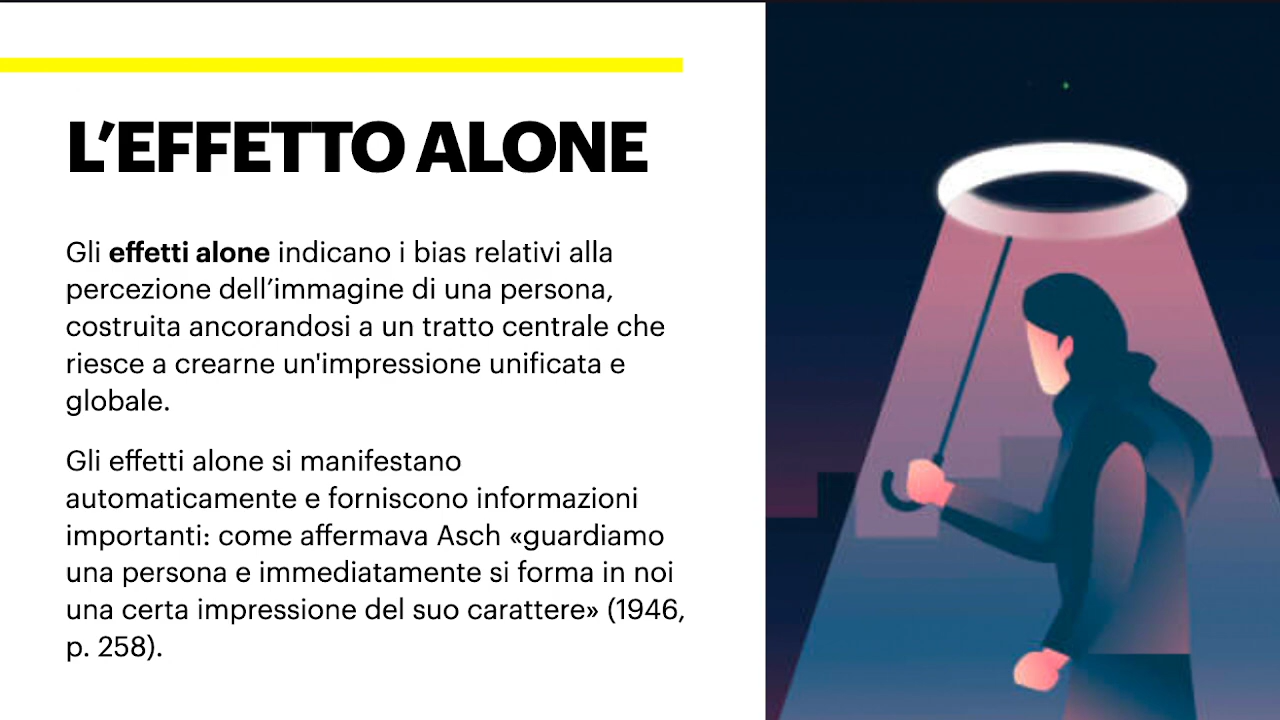 L’EFFETTO ALONE
Gli effetti alone indicano i bias relativi alla
percezione dell’immagine di una persona,
costruita ancorandosi a un tratto centrale che
riesce a crearne un'impressione unificata e
globale.
Gli effetti alone si manifestano
automaticamente e forniscono informazioni
importanti: come affermava Asch «guardiamo
una persona e immediatamente si forma in noi
una certa impressione del suo carattere» (1946,
p. 258).